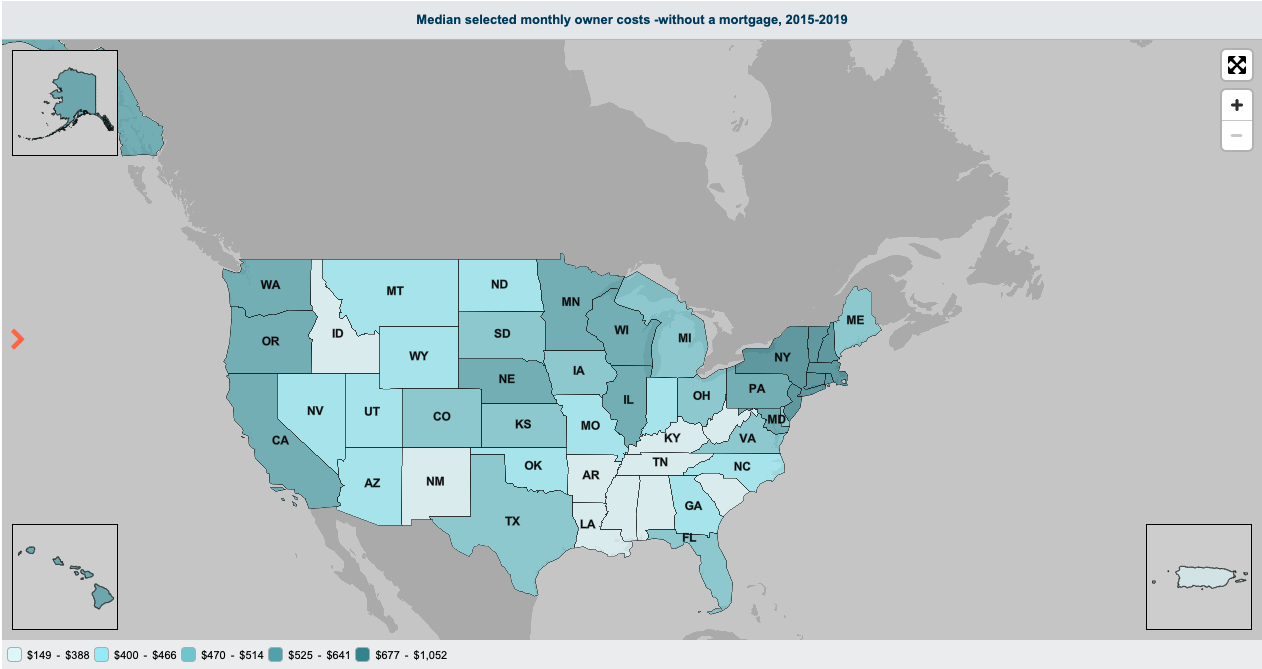 Median selected monthly owner costs -without a mortgage, 2015-2019
+
−
WA
MT
ND
MN
ME
OR
ID
SD
WI
MI
WY
NY
NE
IA
PA
NV
UT
CO
IL
OH
CA
KS
MO
MD
KY
VA
AZ
NM
OK
AR
TN
NC
TX
LA
GA
FL
$149 - $388 $400 - $466 $470 - $514 $525 - $641 $677 - $1,052